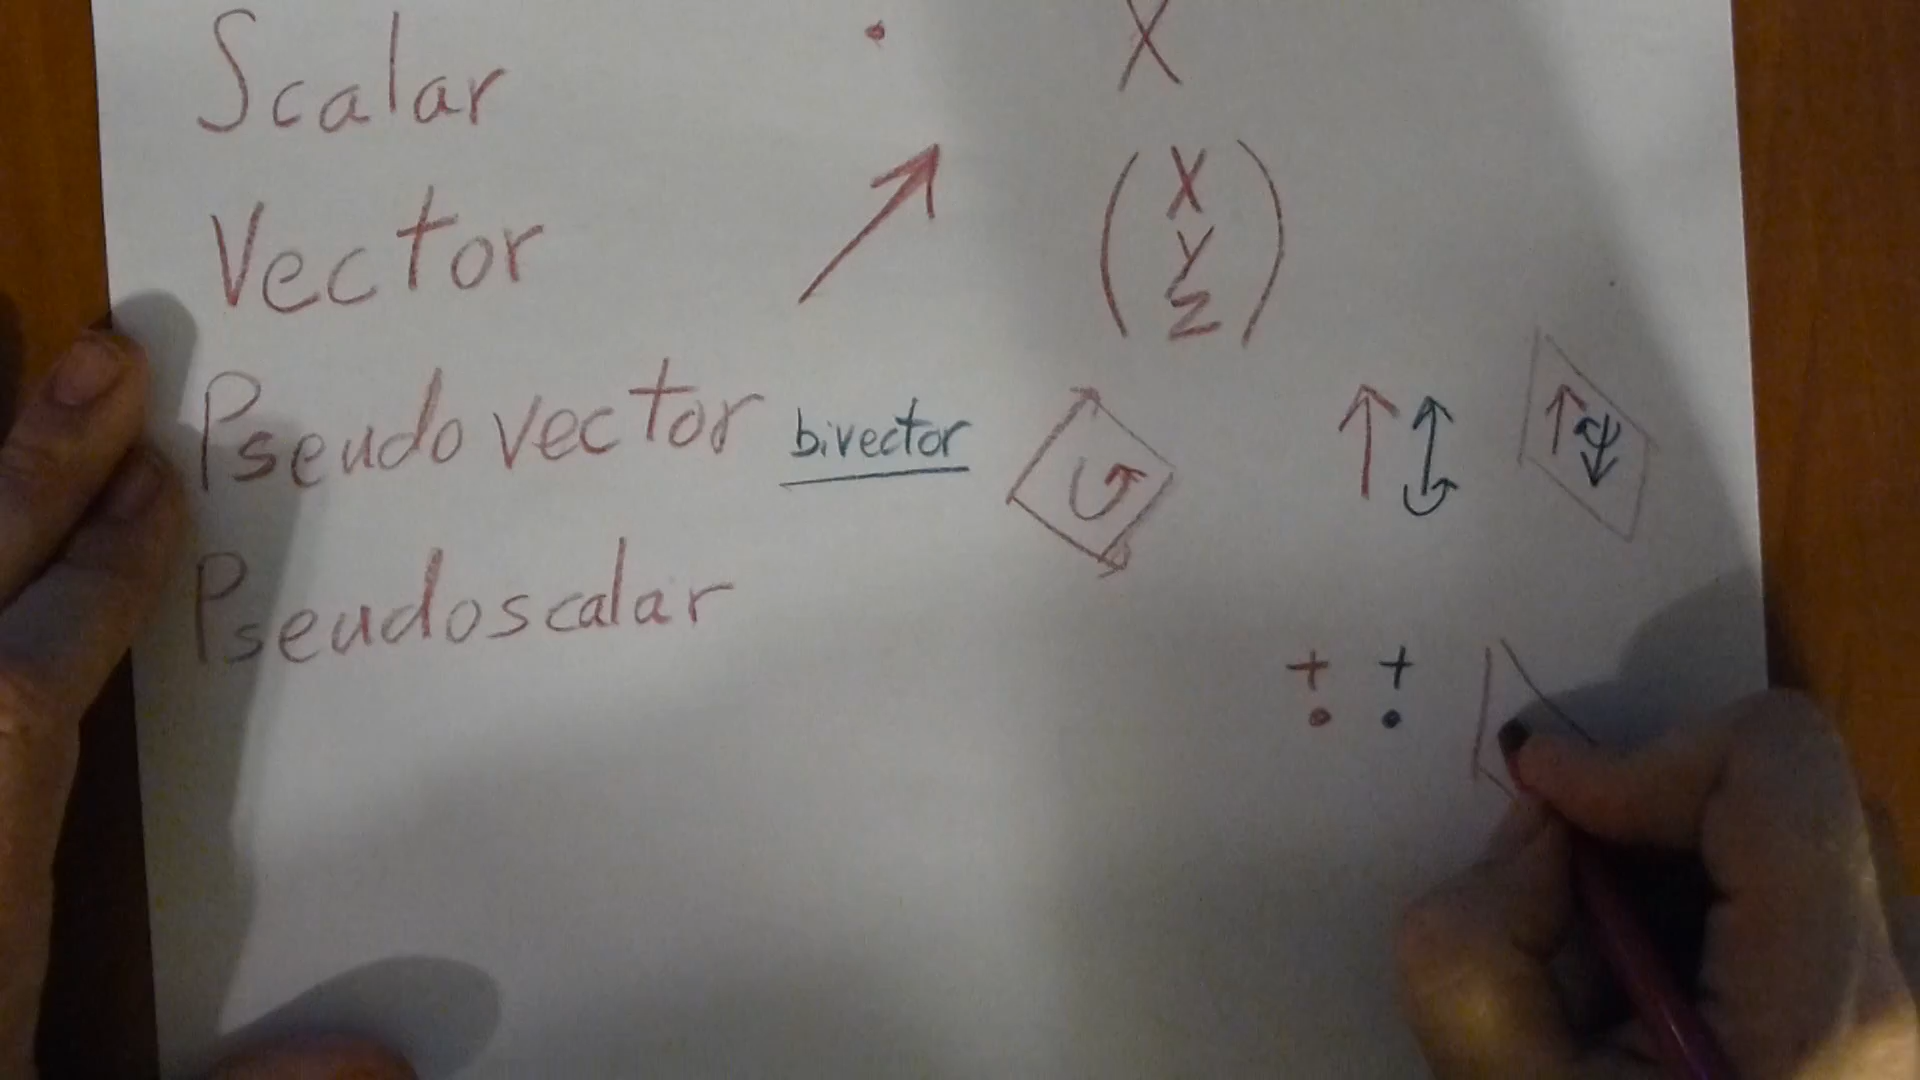 Scalar X
Vector ( X
Y
Z )
Pseudovector bivector
Pseudoscalar
+ +